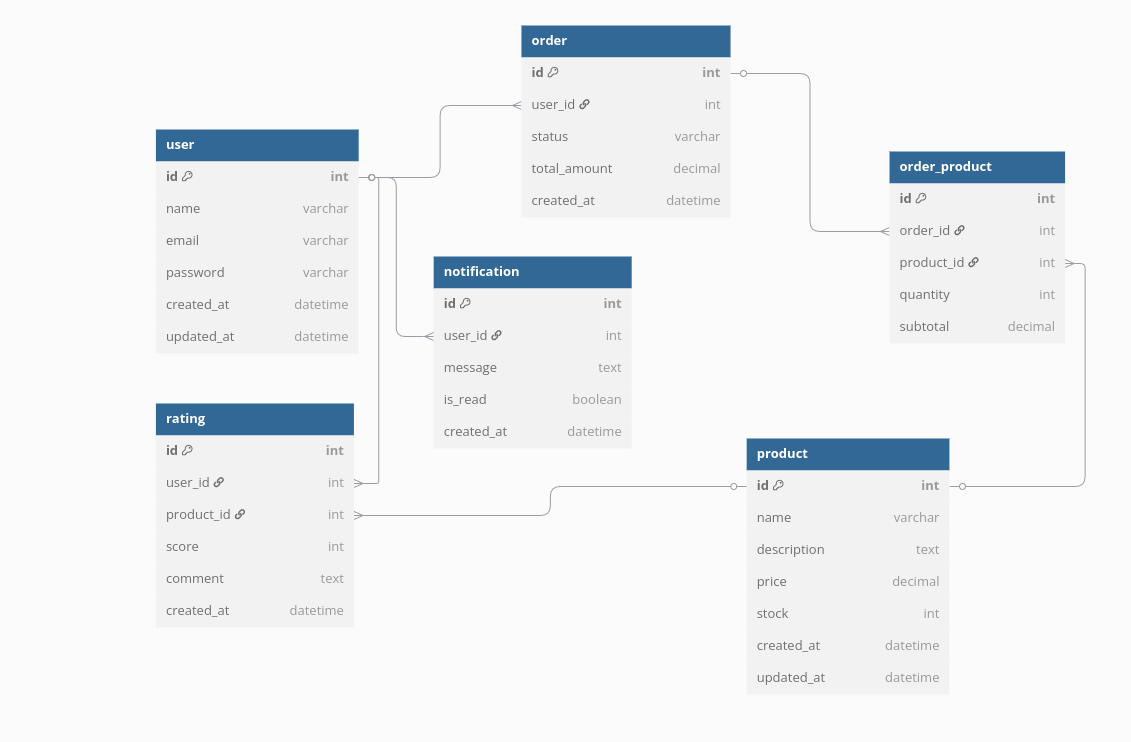 order
id int
user_id int
status varchar
total_amount decimal
created_at datetime
user
id int
name varchar
email varchar
password varchar
created_at datetime
updated_at datetime
order_product
id int
order_id int
product_id int
quantity int
subtotal decimal
notification
id int
user_id int
message text
is_read boolean
created_at datetime
rating
id int
user_id int
product_id int
score int
comment text
created_at datetime
product
id int
name varchar
description text
price decimal
stock int
created_at datetime
updated_at datetime